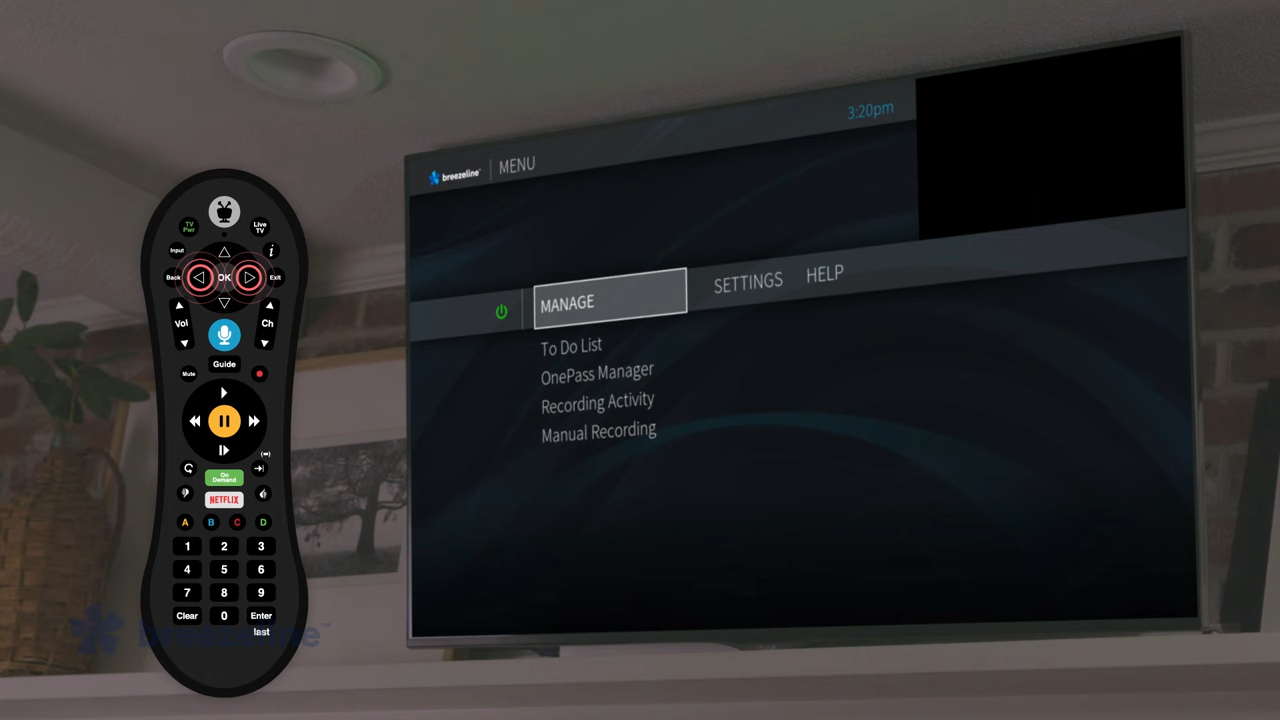 3:20pm
breezeline
MENU
MANAGE
SETTINGS
HELP
To Do List
OnePass Manager
Recording Activity
Manual Recording
TV Pwr
Live TV
Input
i
Back
OK
Exit
Vol
Ch
Guide
Mute
On Demand
NETFLIX
A B C D
1 2 3
4 5 6
7 8 9
Clear 0 Enter
last
breezeline™